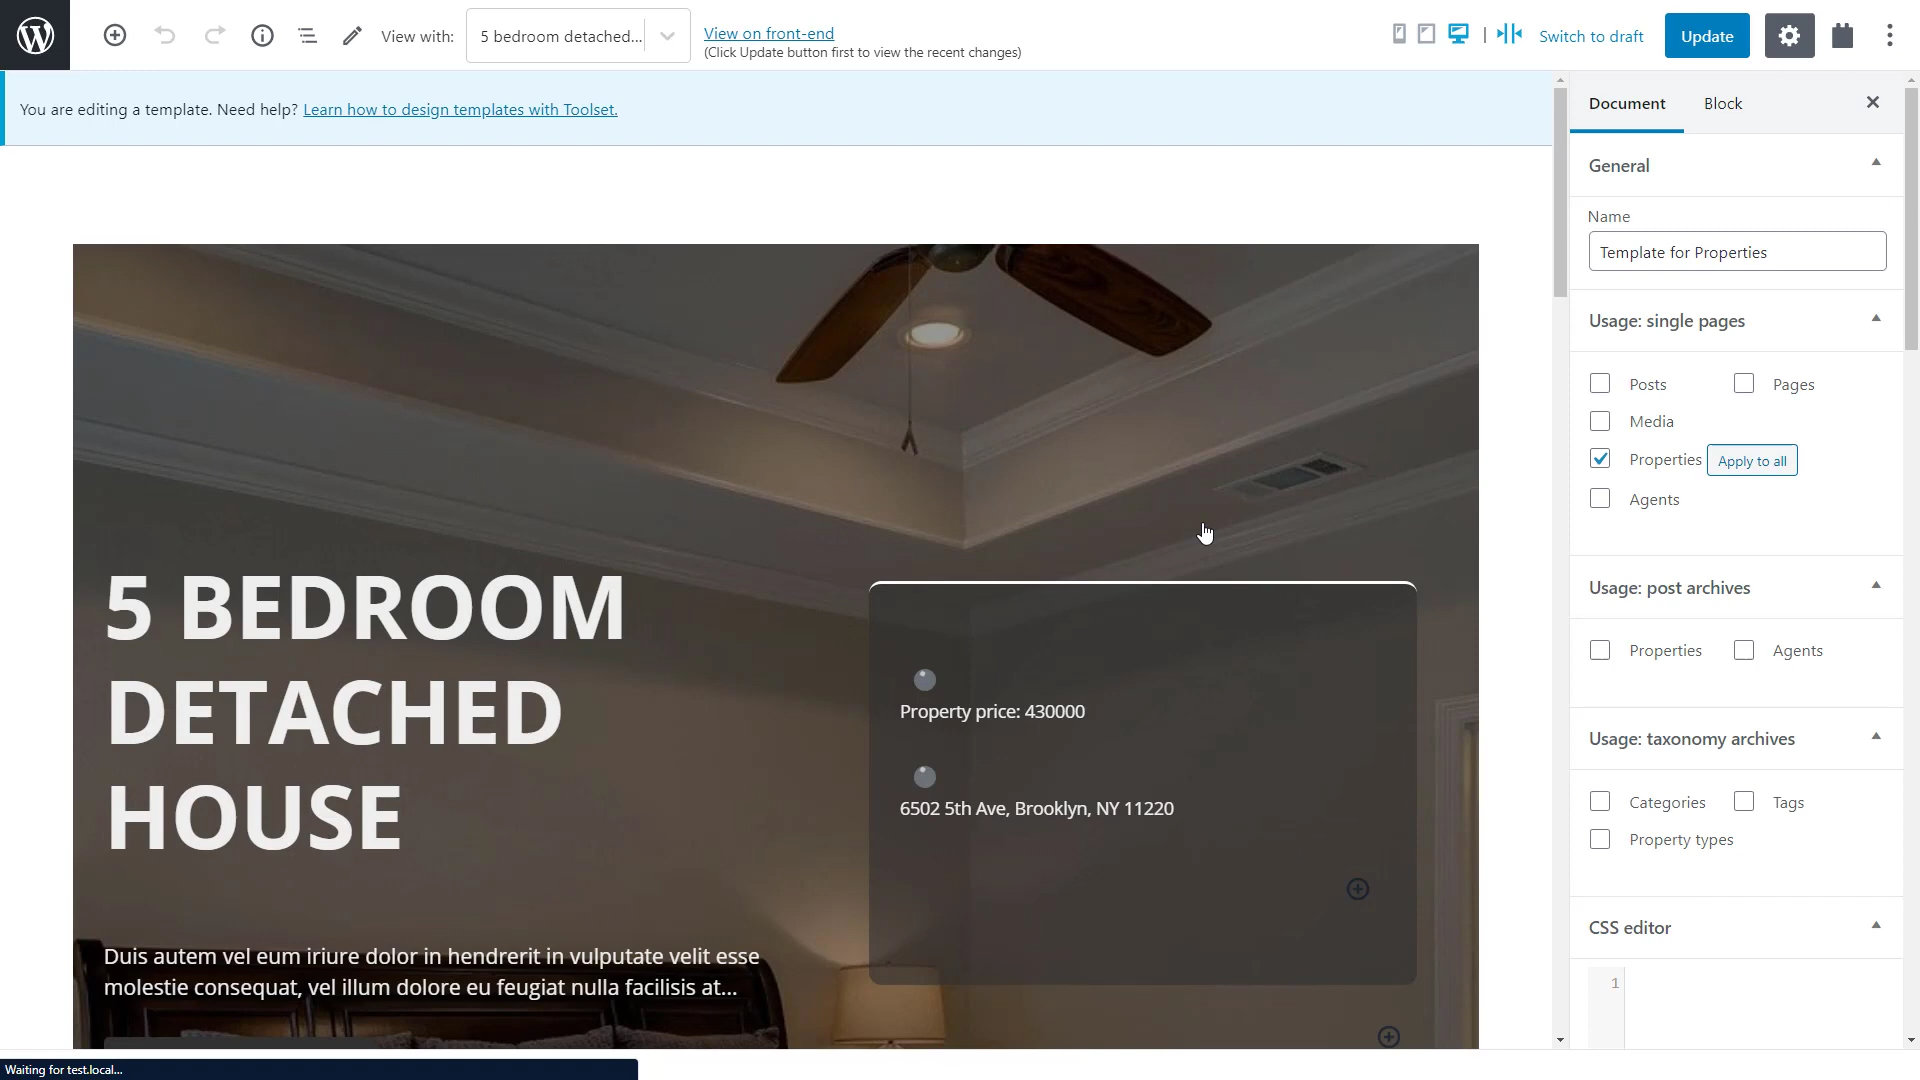 View with:
5 bedroom detached...
View on front-end
(Click Update button first to view the recent changes)
Switch to draft
Update
You are editing a template. Need help? Learn how to design templates with Toolset.
Document
Block
General
Name
Template for Properties
Usage: single pages
Posts
Pages
Media
Properties
Apply to all
Agents
Usage: post archives
Properties
Agents
Usage: taxonomy archives
Categories
Tags
Property types
CSS editor
1
5 BEDROOM
DETACHED
HOUSE
Duis autem vel eum iriure dolor in hendrerit in vulputate velit esse
molestie consequat, vel illum dolore eu feugiat nulla facilisis at...
Property price: 430000
6502 5th Ave, Brooklyn, NY 11220
Waiting for test.local...